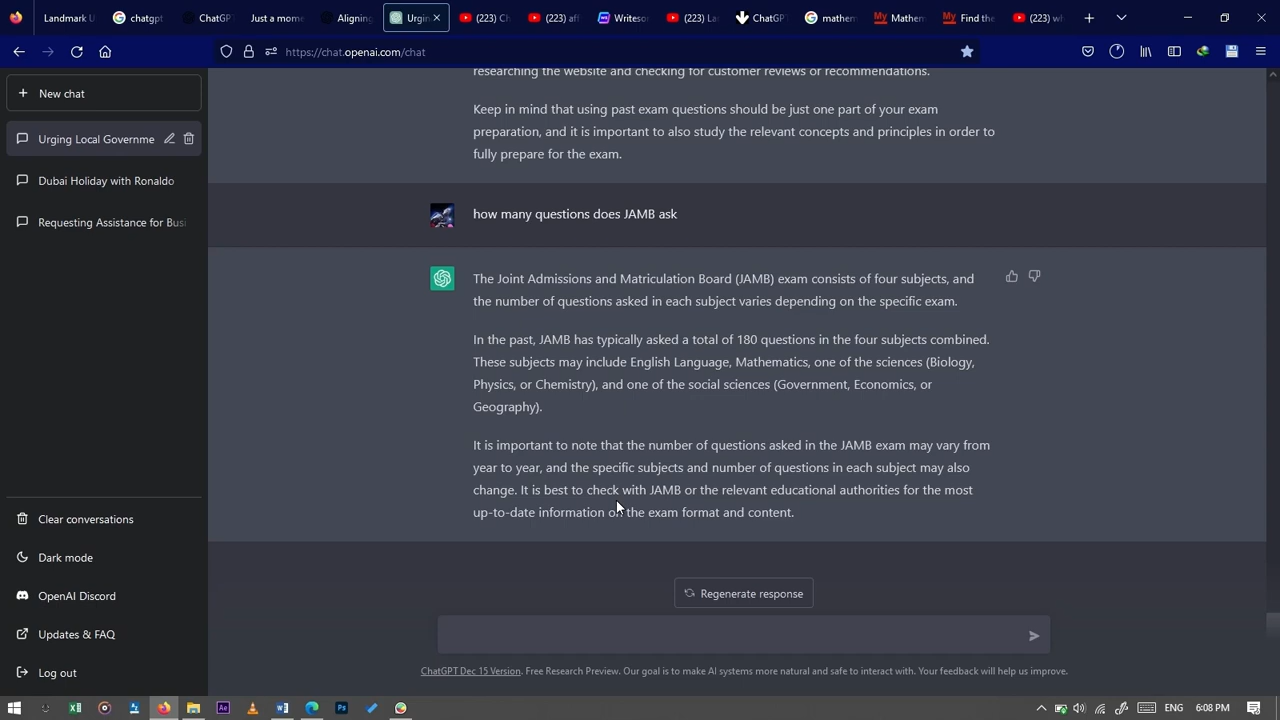 Landmark U
chatgpt
ChatGPT
Just a mome
Aligning
Urgin
(223) C
(223) aff
Writeson
(223) La
ChatGP
mathem
Mathem
Find the
(223) w
https://chat.openai.com/chat
New chat
Urging Local Governme
Dubai Holiday with Ronaldo
Requesting Assistance for Busi
researching the website and checking for customer reviews or recommendations.
Keep in mind that using past exam questions should be just one part of your exam
preparation, and it is important to also study the relevant concepts and principles in order to
fully prepare for the exam.
how many questions does JAMB ask
The Joint Admissions and Matriculation Board (JAMB) exam consists of four subjects, and
the number of questions asked in each subject varies depending on the specific exam.
In the past, JAMB has typically asked a total of 180 questions in the four subjects combined.
These subjects may include English Language, Mathematics, one of the sciences (Biology,
Physics, or Chemistry), and one of the social sciences (Government, Economics, or
Geography).
It is important to note that the number of questions asked in the JAMB exam may vary from
year to year, and the specific subjects and number of questions in each subject may also
change. It is best to check with JAMB or the relevant educational authorities for the most
up-to-date information on the exam format and content.
Clear conversations
Dark mode
OpenAI Discord
Updates & FAQ
Log out
Regenerate response
ChatGPT Dec 15 Version. Free Research Preview. Our goal is to make AI systems more natural and safe to interact with. Your feedback will help us improve.
ENG 6:08 PM